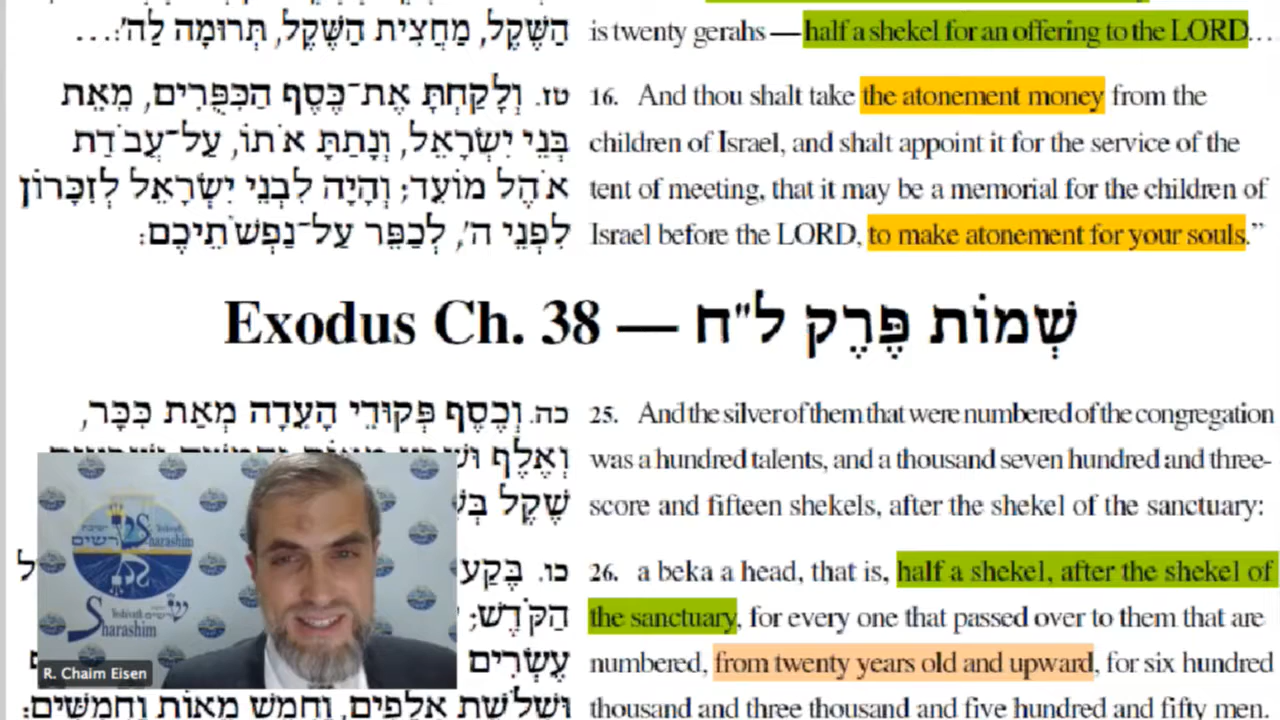 השקל, מַחֲצִית הַשֶּׁקֶל, תְּרוּמָה לַה׳:...
is twenty gerahs — half a shekel for an offering to the LORD...
טז. וְלָקַחְתָּ אֶת־כֶּסֶף הַכִּפֻּרִים, מֵאֵת
בְּנֵי יִשְׂרָאֵל, וְנָתַתָּ אֹתוֹ, עַל־עֲבֹדַת
אֹהֶל מוֹעֵד; וְהָיָה לִבְנֵי יִשְׂרָאֵל לְזִכָּרוֹן
לִפְנֵי ה׳, לְכַפֵּר עַל־נַפְשֹׁתֵיכֶם:
16. And thou shalt take the atonement money from the
children of Israel, and shalt appoint it for the service of the
tent of meeting, that it may be a memorial for the children of
Israel before the LORD, to make atonement for your souls.”
Exodus Ch. 38 — שְׁמוֹת פֶּרֶק ל״ח
כה. וְכֶסֶף פְּקוּדֵי הָעֵדָה מְאַת כִּכָּר,
שֶׁקֶל
25. And the silver of them that were numbered of the congregation
was a hundred talents, and a thousand seven hundred and three-
score and fifteen shekels, after the shekel of the sanctuary:
כו. בֶּקַע
הַקֹּדֶשׁ;
עֶשְׂרִים
וּשְׁלֹשֶׁת אֲלָפִים, וַחֲמֵשׁ מֵאוֹת וַחֲמִשִּׁים:
26. a beka a head, that is, half a shekel, after the shekel of
the sanctuary, for every one that passed over to them that are
numbered, from twenty years old and upward, for six hundred
thousand and three thousand and five hundred and fifty men.
ישיבת שרשים
Yeshivath Sharashim
Yeshivath ישיבת
Sharashim
R. Chaim Eisen